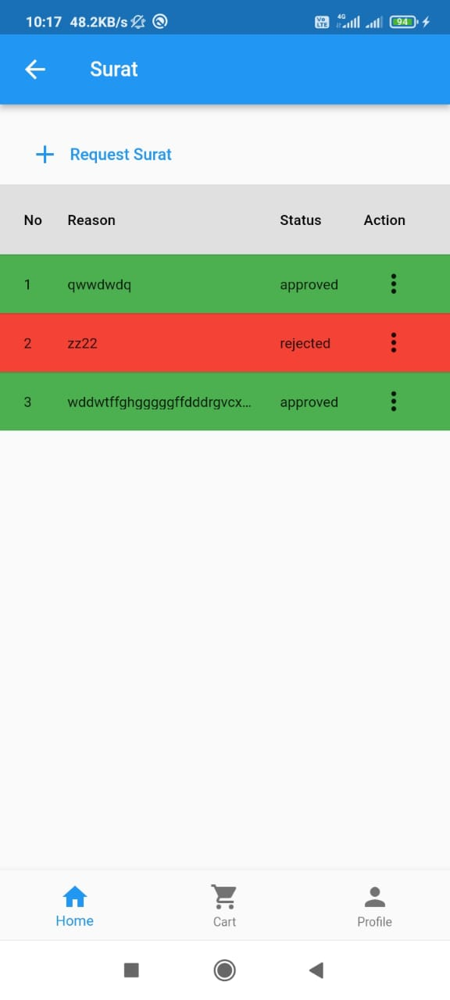 10:17 48.2KB/s Vo LTE 4G 94
Surat
Request Surat
No Reason Status Action
1 qwwdwdq approved
2 zz22 rejected
3 wddwtffghgggggffdddrgvcx... approved
Home Cart Profile